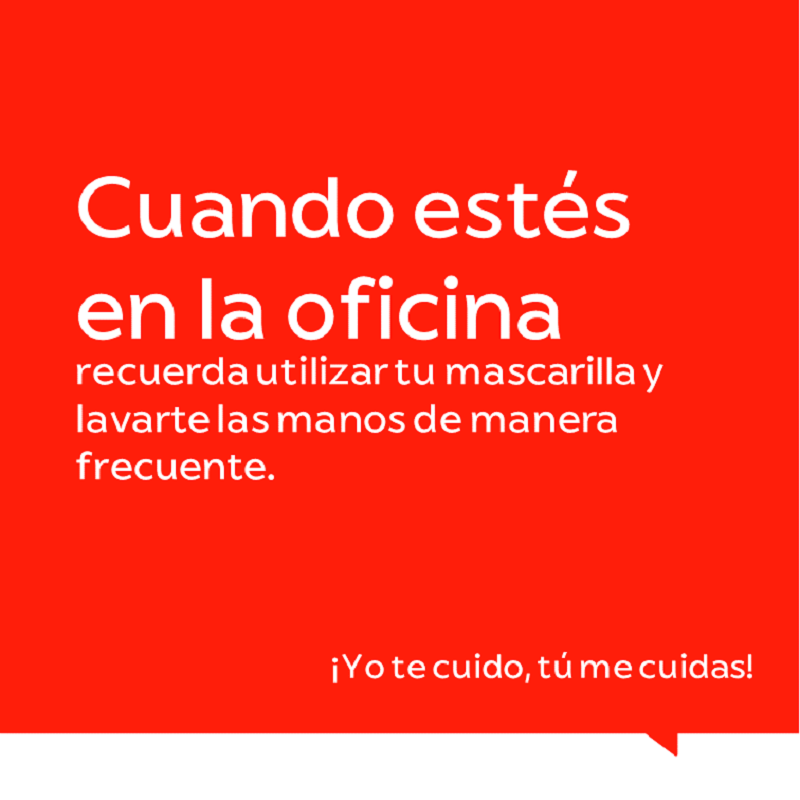 Cuando estés
en la oficina
recuerda utilizar tu mascarilla y
lavarte las manos de manera
frecuente.
¡Yo te cuido, tú me cuidas!